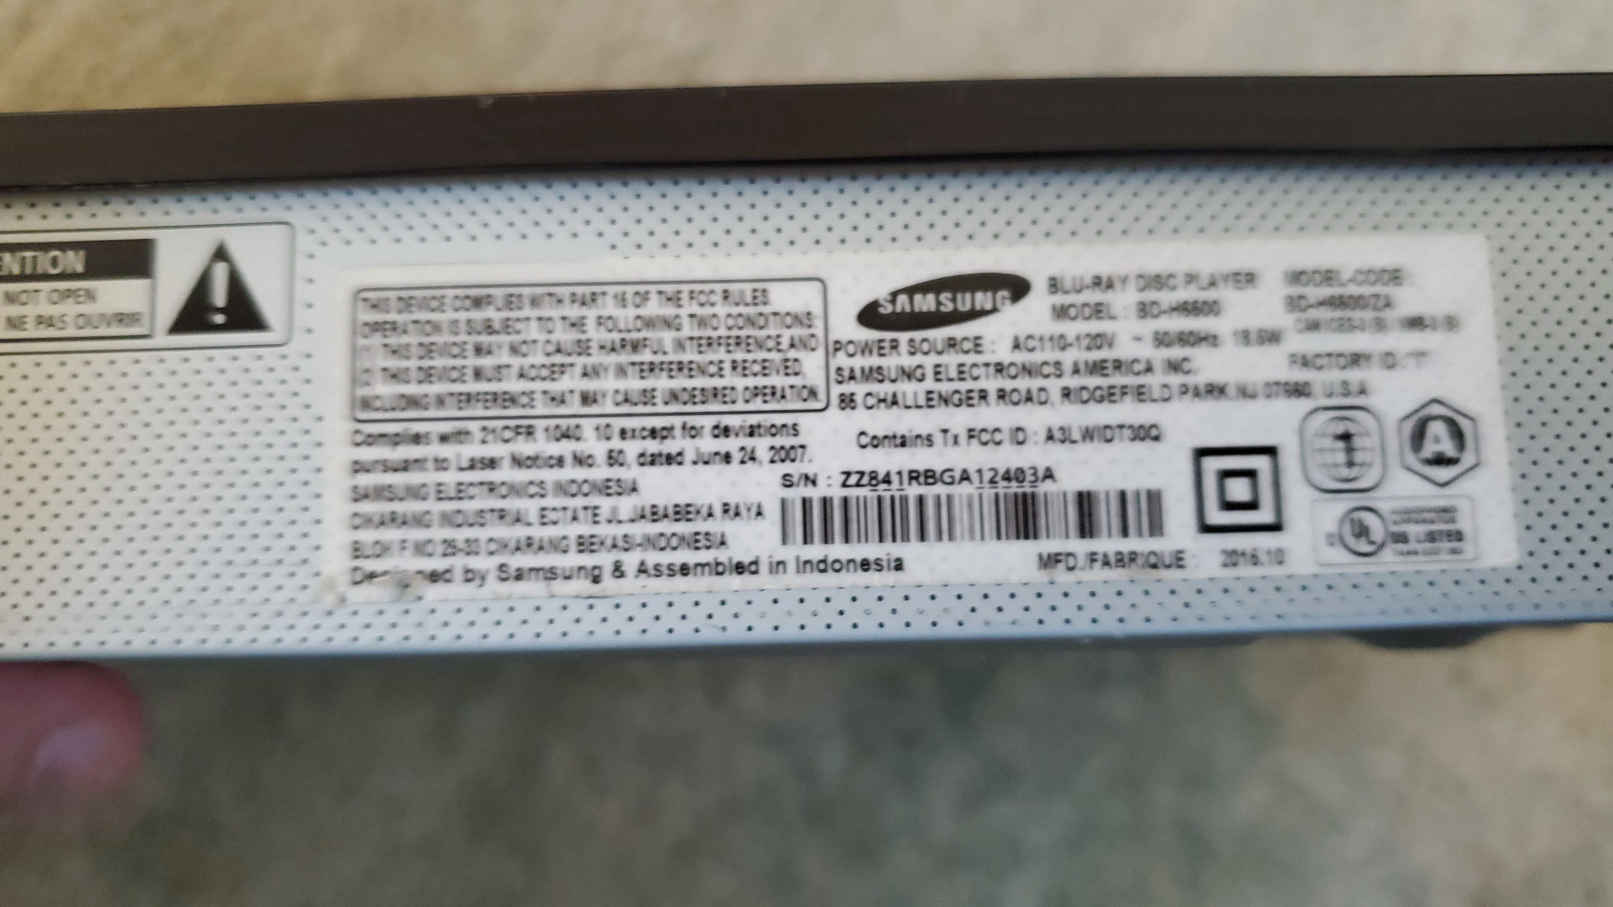 NTION
NOT OPEN
NE PAS OUVRIR
THIS DEVICE COMPLIES WITH PART 15 OF THE FCC RULES
OPERATION IS SUBJECT TO THE FOLLOWING TWO CONDITIONS:
(1) THIS DEVICE MAY NOT CAUSE HARMFUL INTERFERENCE, AND
(2) THIS DEVICE MUST ACCEPT ANY INTERFERENCE RECEIVED,
INCLUDING INTERFERENCE THAT MAY CAUSE UNDESIRED OPERATION.
Complies with 21CFR 1040. 10 except for deviations
pursuant to Laser Notice No. 50, dated June 24, 2007.
SAMSUNG ELECTRONICS INDONESIA
CIKARANG INDUSTRIAL ESTATE JL.JABABEKA RAYA
BLOK F NO 29-33 CIKARANG BEKASI-INDONESIA
Designed by Samsung & Assembled in Indonesia
SAMSUNG
BLU-RAY DISC PLAYER
MODEL : BD-H6500
MODEL-CODE:
BD-H6500ZA
POWER SOURCE : AC110-120V ~ 50/60Hz
SAMSUNG ELECTRONICS AMERICA INC.
FACTORY ID :
85 CHALLENGER ROAD, RIDGEFIELD PARK,NJ 07660, U.S.A
Contains Tx FCC ID : A3LWIDT30Q
S/N : ZZ841RBGA12403A
MFD./FABRIQUE : 2016.10
A
UL
LISTED